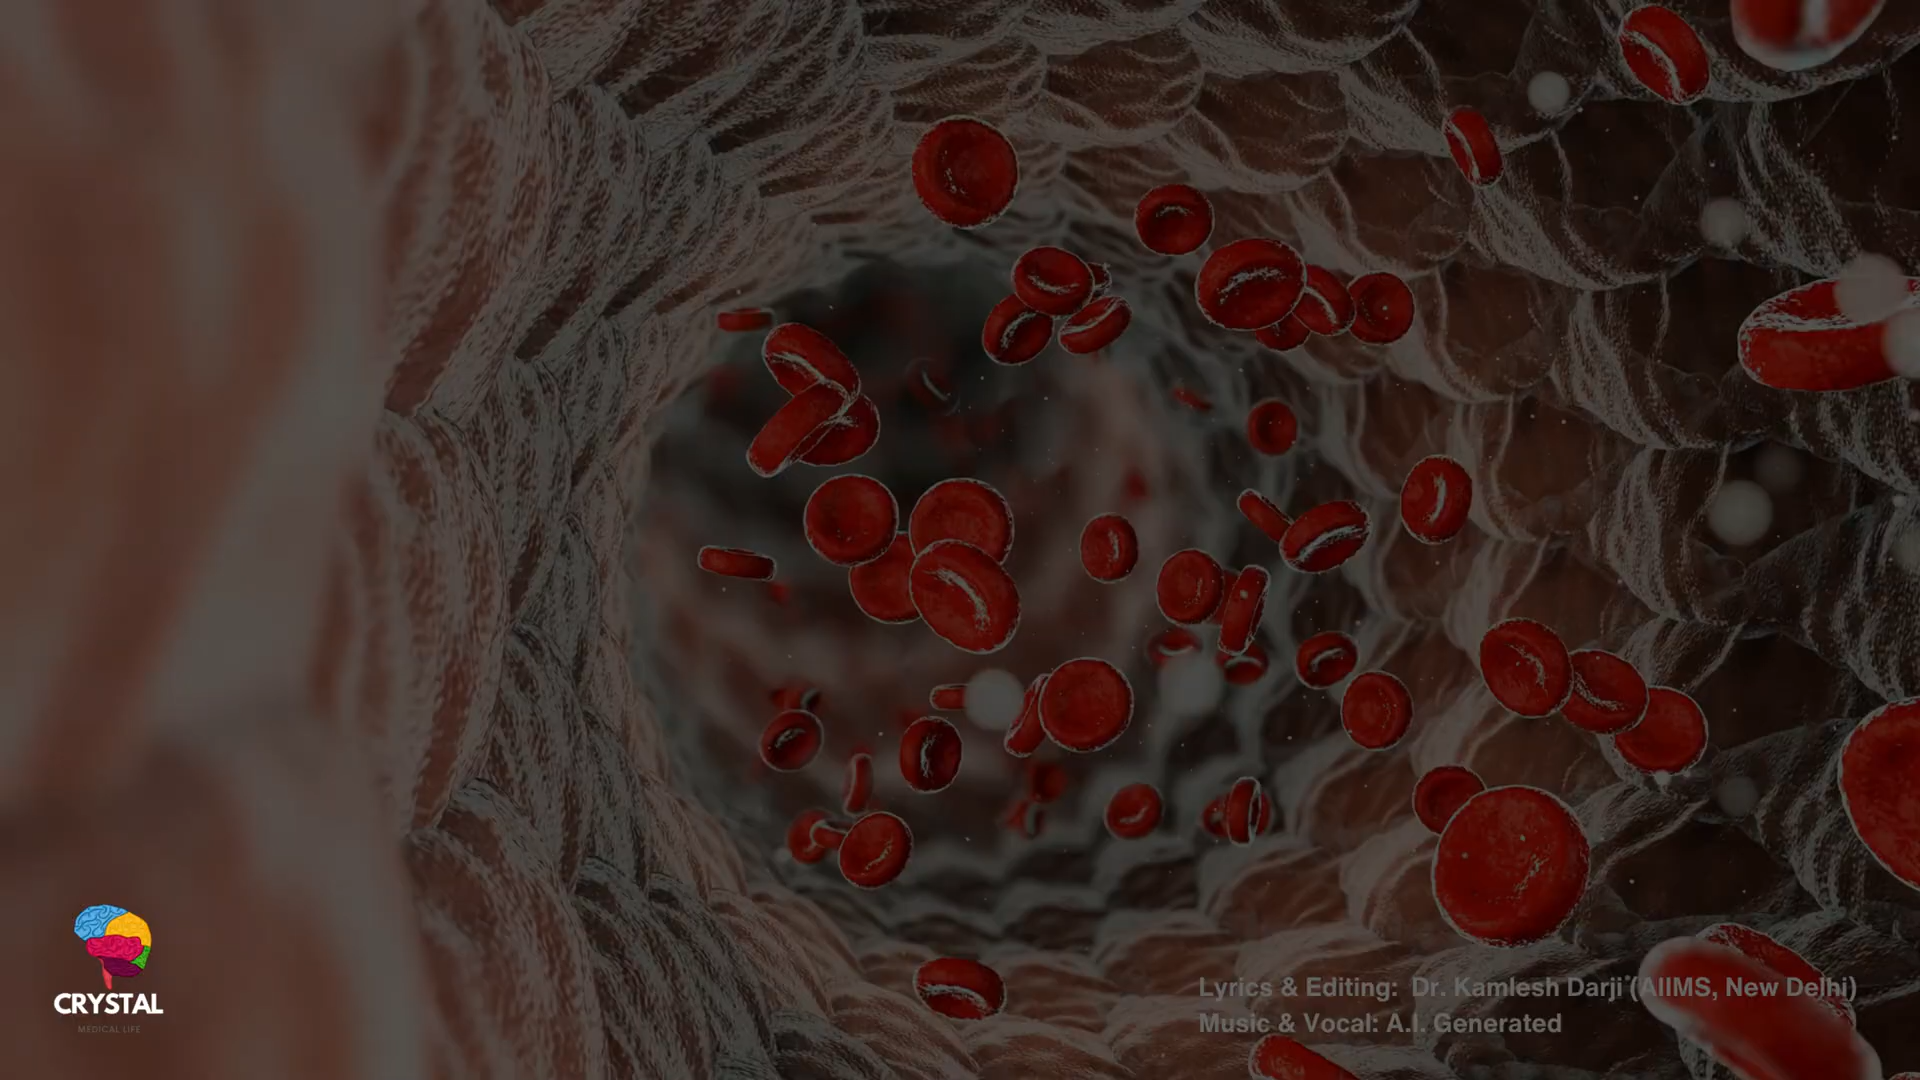 CRYSTAL
MEDICAL LIFE
Lyrics & Editing: Dr. Kamlesh Darji (AIIMS, New Delhi)
Music & Vocal: A.I. Generated